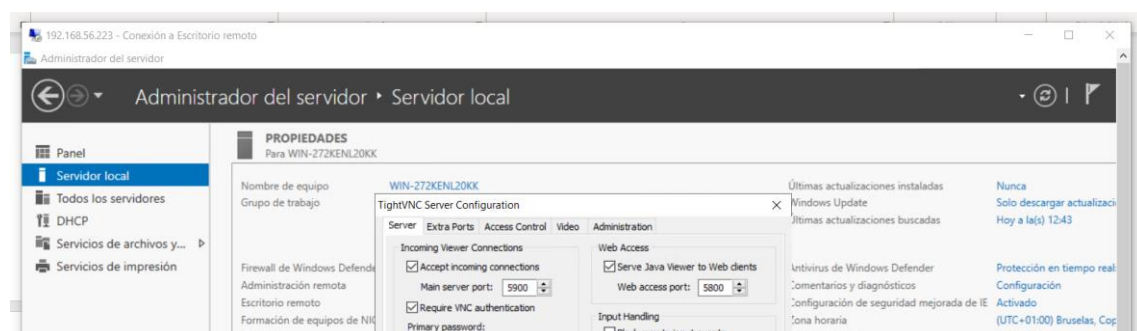 192.168.56.223 - Conexión a Escritorio remoto
Administrador del servidor
Administrador del servidor • Servidor local
Panel
Servidor local
Todos los servidores
DHCP
Servicios de archivos y...
Servicios de impresión
PROPIEDADES
Para WIN-272KENL20KK
Nombre de equipo WIN-272KENL20KK
Grupo de trabajo
Firewall de Windows Defende
Administración remota
Escritorio remoto
Formación de equipos de NIC
TightVNC Server Configuration
Server Extra Ports Access Control Video Administration
Incoming Viewer Connections
Accept incoming connections
Main server port: 5900
Require VNC authentication
Primary password:
Web Access
Serve Java Viewer to Web clients
Web access port: 5800
Input Handling
Últimas actualizaciones instaladas Nunca
Windows Update Solo descargar actualizaci
Últimas actualizaciones buscadas Hoy a la(s) 12:43
Antivirus de Windows Defender Protección en tiempo real:
Comentarios y diagnósticos Configuración
Configuración de seguridad mejorada de IE Activado
Zona horaria (UTC+01:00) Bruselas, Cop